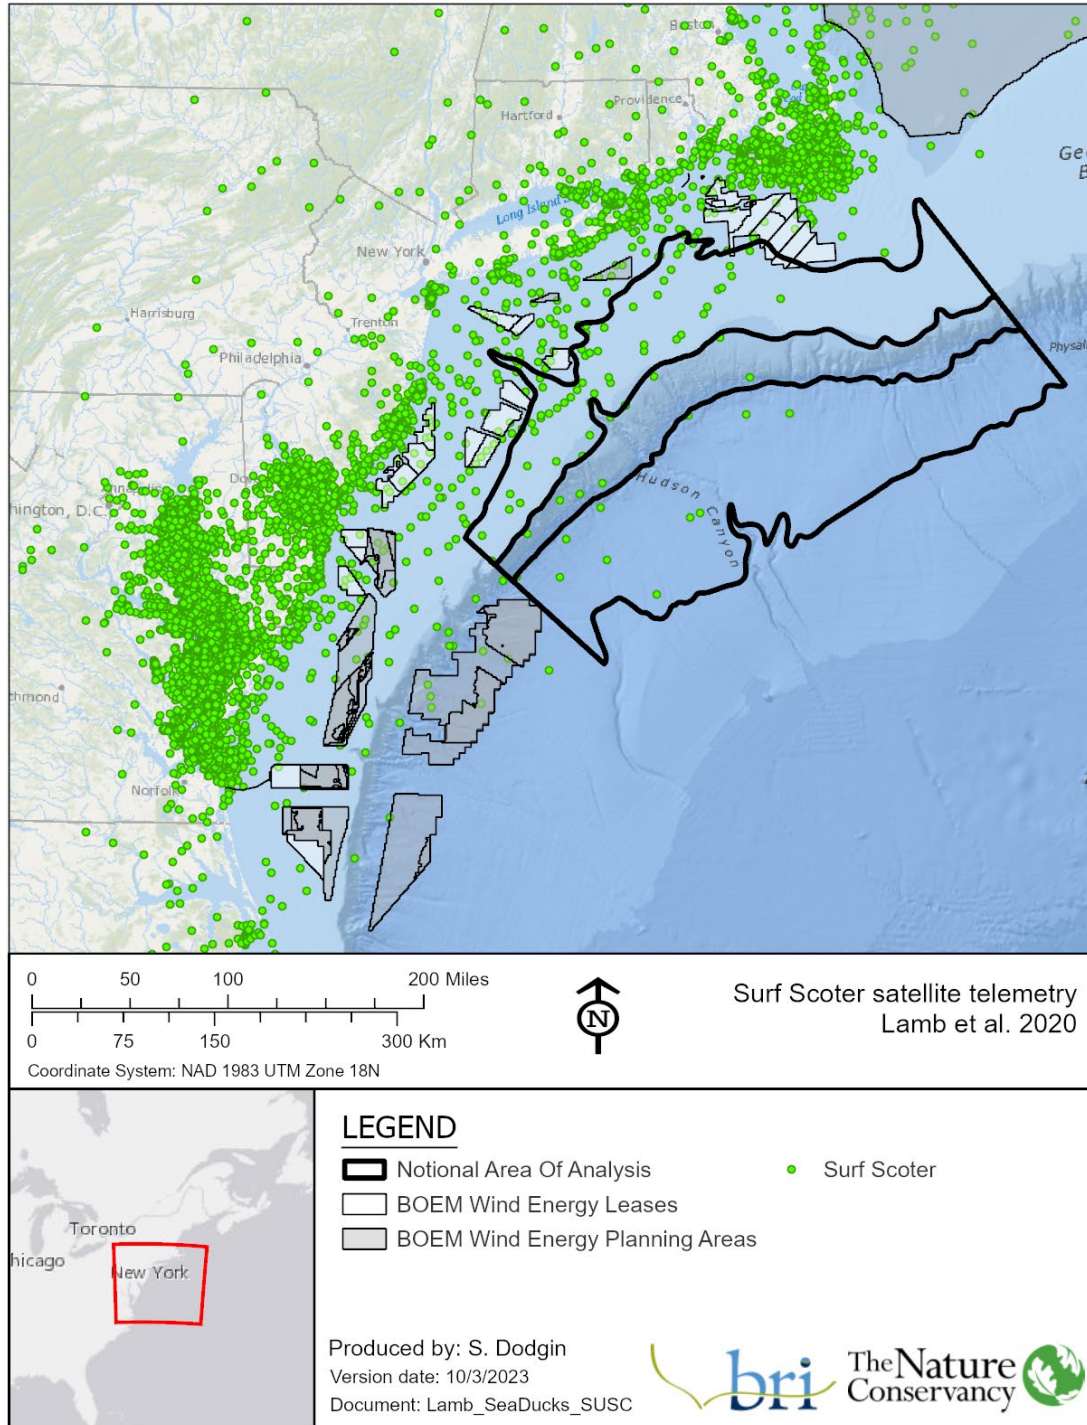 Boston
Providence
Hartford
Long Island
New York
Harrisburg
Trenton
Philadelphia
Physal
Hudson
Canyon
hington, D.C.
chmond
Norfolk
0 50 100 200 Miles
0 75 150 300 Km
Coordinate System: NAD 1983 UTM Zone 18N
N
Surf Scoter satellite telemetry
Lamb et al. 2020
Toronto
hicago
New York
LEGEND
Notional Area Of Analysis
Surf Scoter
BOEM Wind Energy Leases
BOEM Wind Energy Planning Areas
Produced by: S. Dodgin
Version date: 10/3/2023
Document: Lamb_SeaDucks_SUSC
bri
The Nature
Conservancy